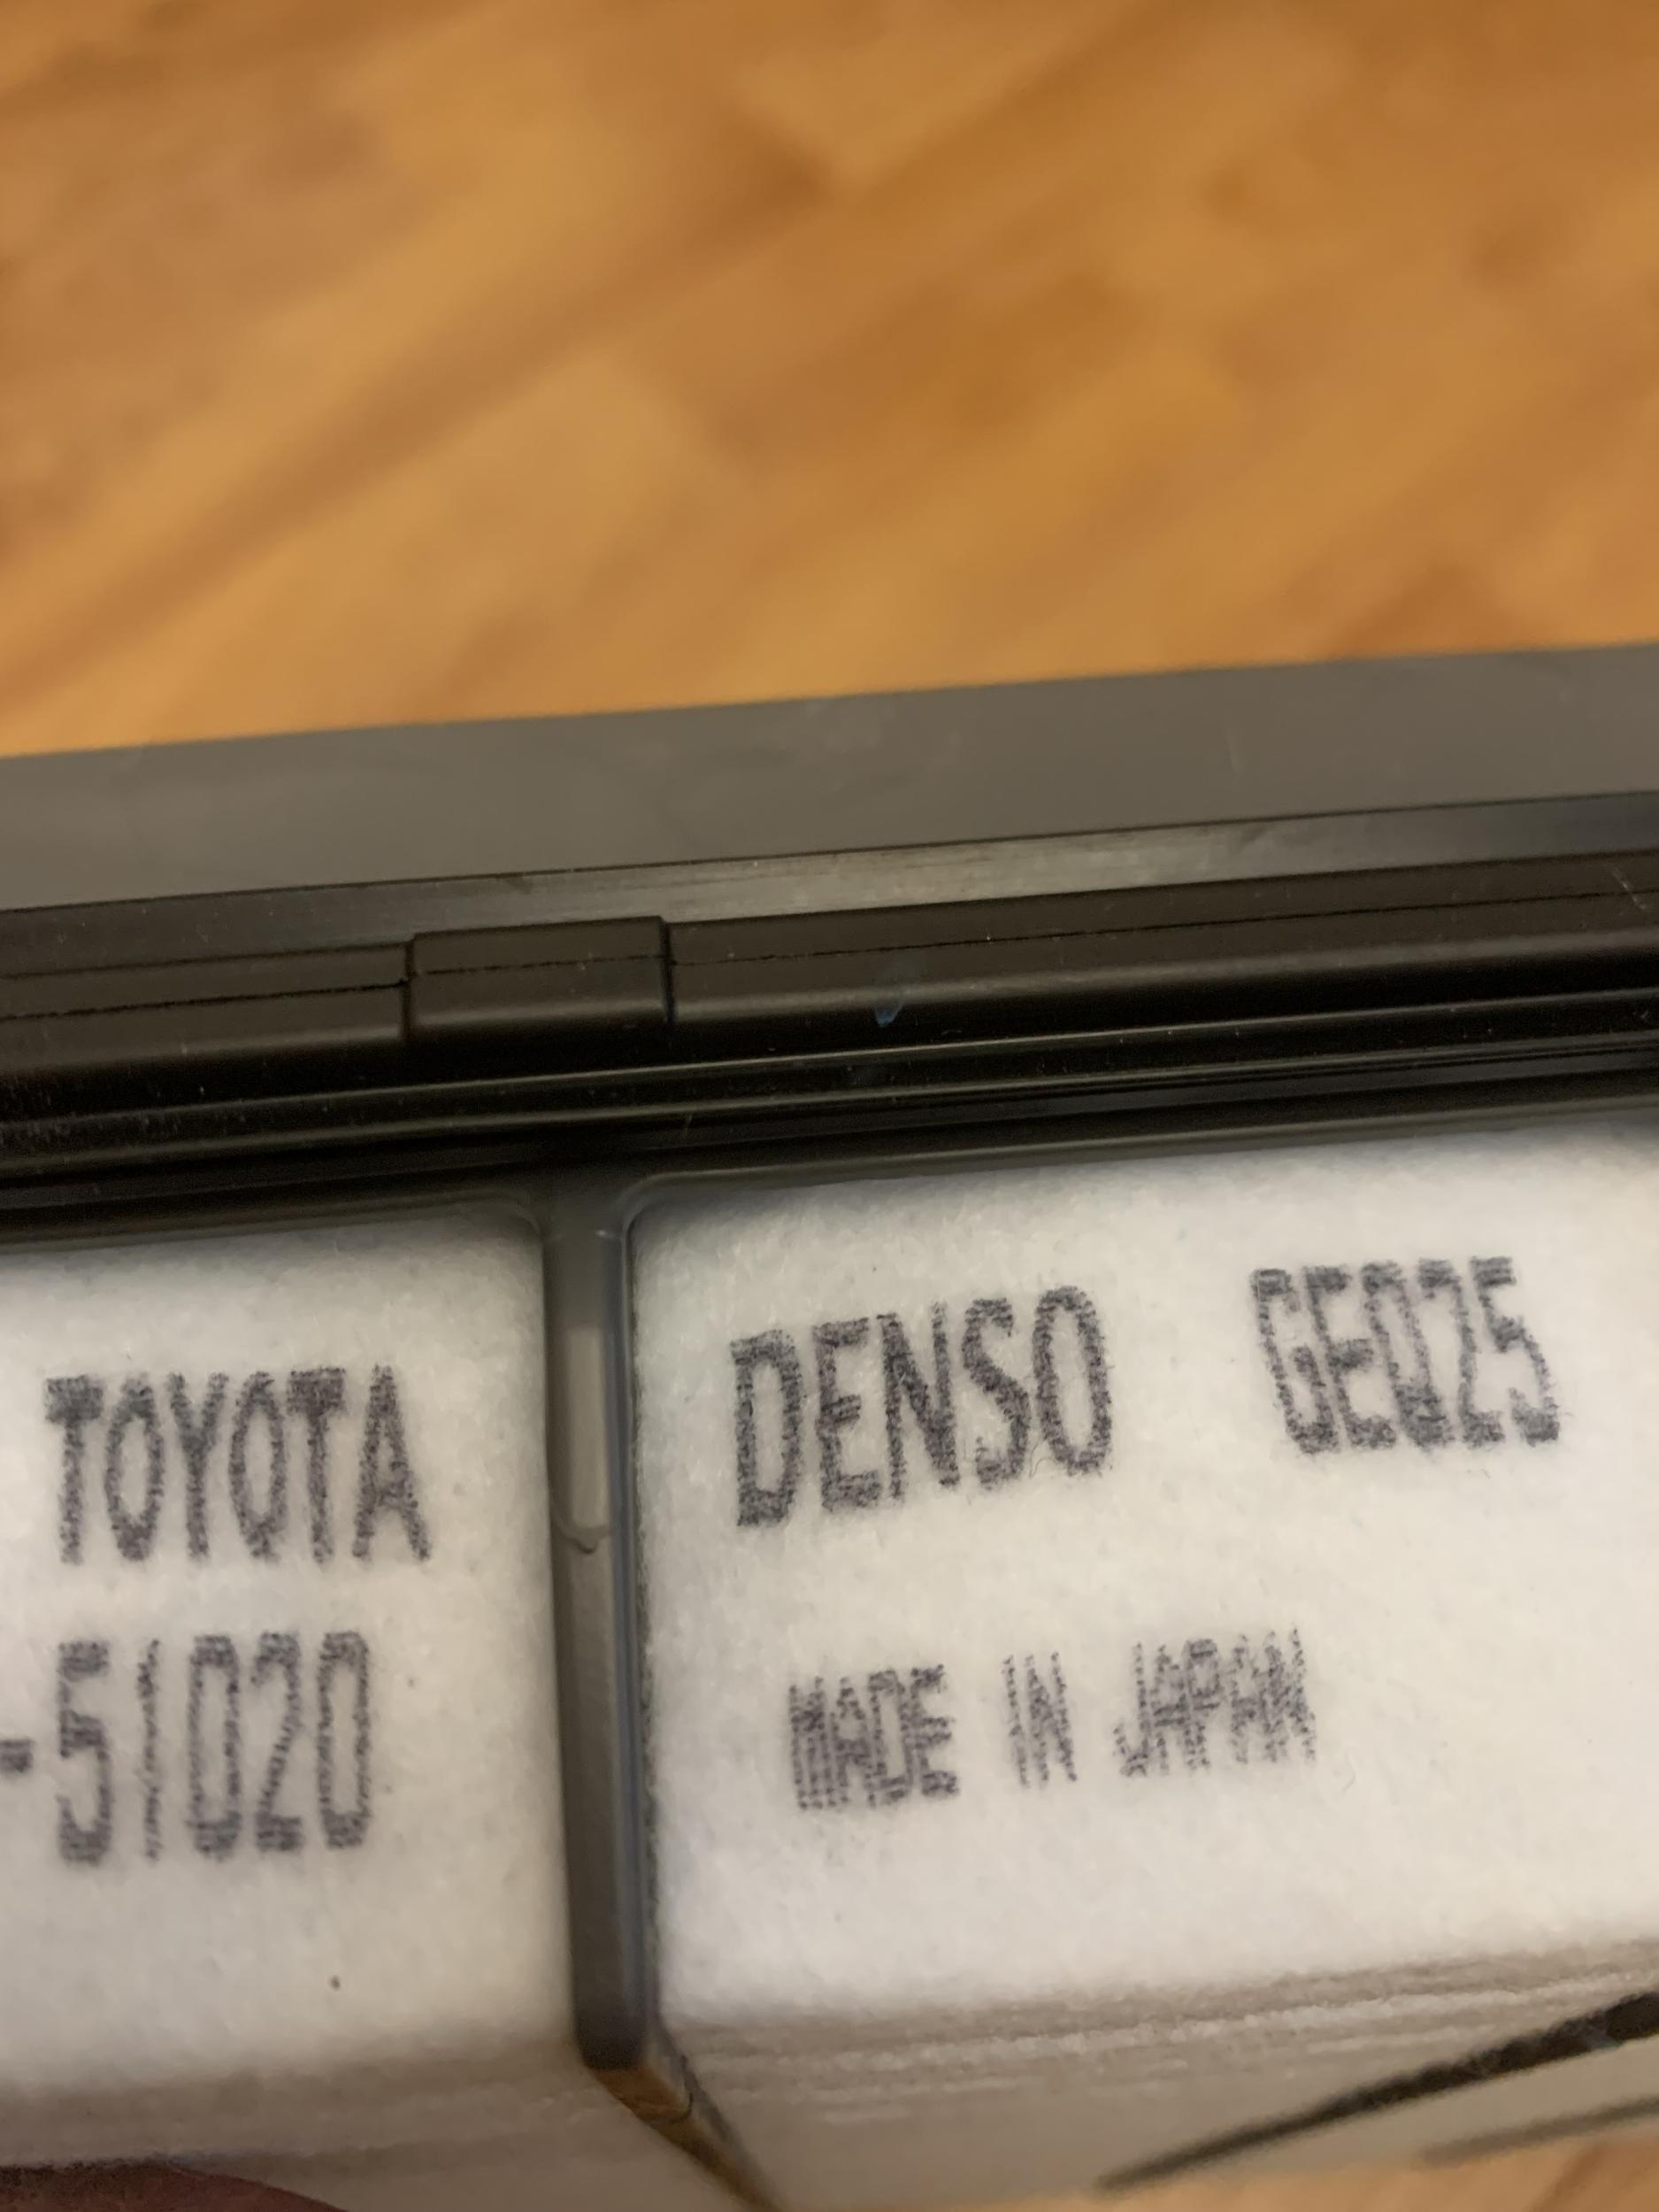 TOYOTA
-51020
DENSO GE025
MADE IN JAPAN